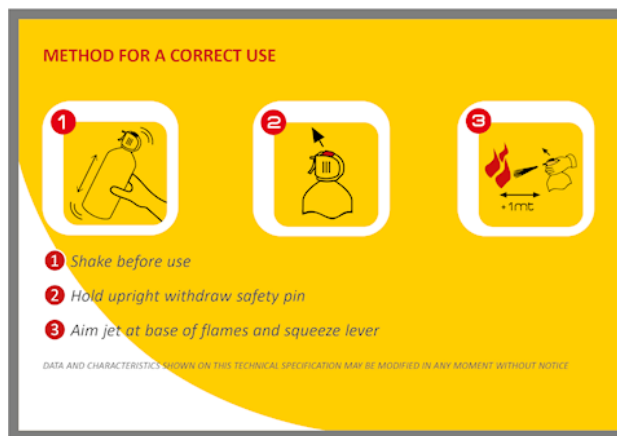 METHOD FOR A CORRECT USE
1
2
3
+1mt
1 Shake before use
2 Hold upright withdraw safety pin
3 Aim jet at base of flames and squeeze lever
DATA AND CHARACTERISTICS SHOWN ON THIS TECHNICAL SPECIFICATION MAY BE MODIFIED IN ANY MOMENT WITHOUT NOTICE